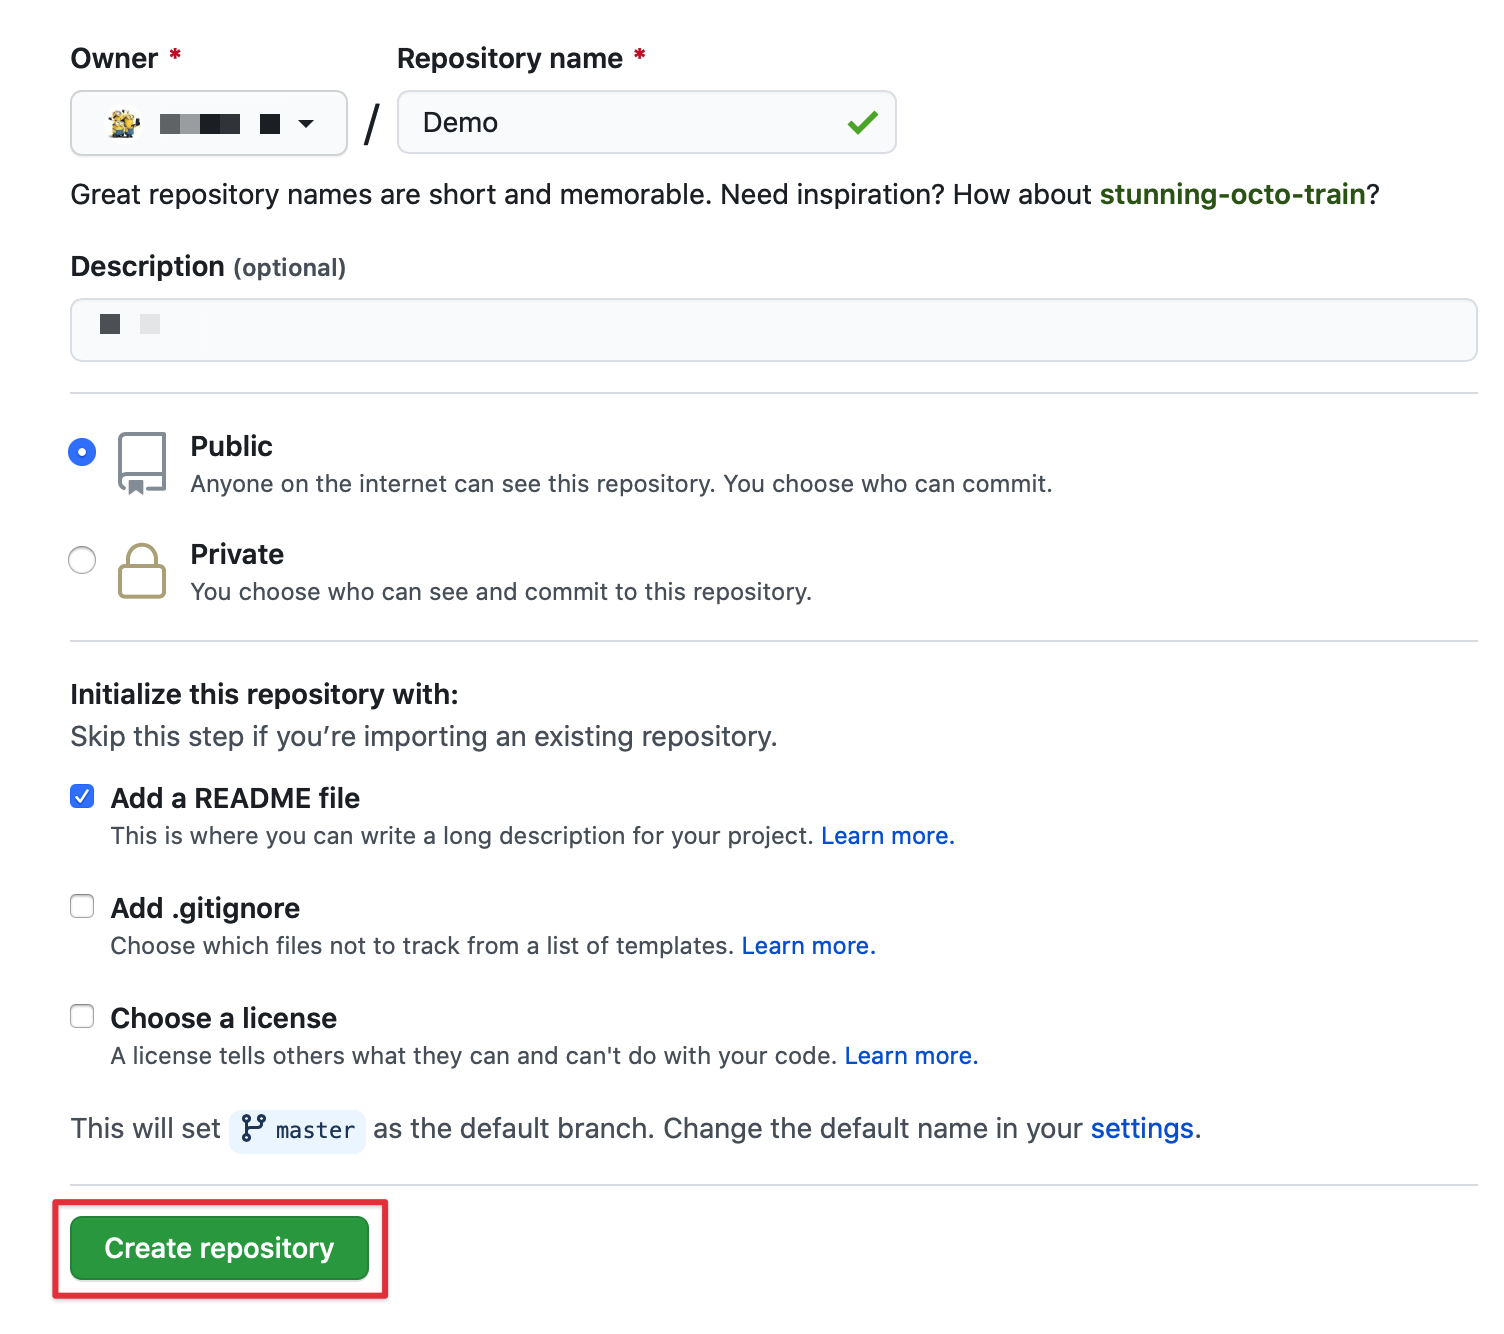 Owner * Repository name *
/ Demo
Great repository names are short and memorable. Need inspiration? How about stunning-octo-train?
Description (optional)
Public
Anyone on the internet can see this repository. You choose who can commit.
Private
You choose who can see and commit to this repository.
Initialize this repository with:
Skip this step if you’re importing an existing repository.
Add a README file
This is where you can write a long description for your project. Learn more.
Add .gitignore
Choose which files not to track from a list of templates. Learn more.
Choose a license
A license tells others what they can and can't do with your code. Learn more.
This will set master as the default branch. Change the default name in your settings.
Create repository